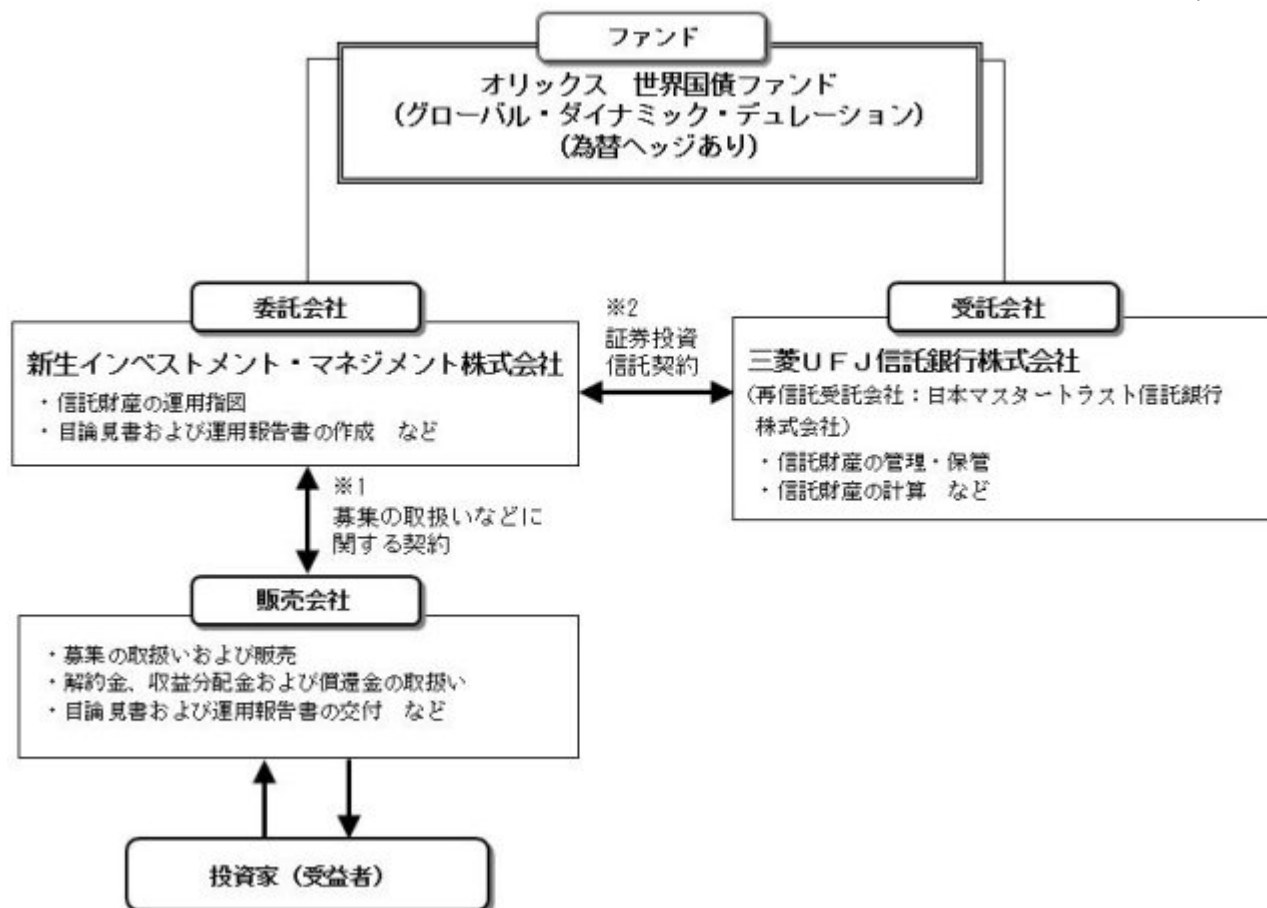 ファンド
オリックス　世界国債ファンド
(グローバル・ダイナミック・デュレーション)
(為替ヘッジあり)
委託会社
新生インベストメント・マネジメント株式会社
・信託財産の運用指図
・目論見書および運用報告書の作成　など
※2
証券投資
信託契約
受託会社
三菱ＵＦＪ信託銀行株式会社
(再信託受託会社：日本マスタートラスト信託銀行
株式会社)
・信託財産の管理・保管
・信託財産の計算　など
※1
募集の取扱いなどに
関する契約
販売会社
・募集の取扱いおよび販売
・解約金、収益分配金および償還金の取扱い
・目論見書および運用報告書の交付　など
投資家（受益者）